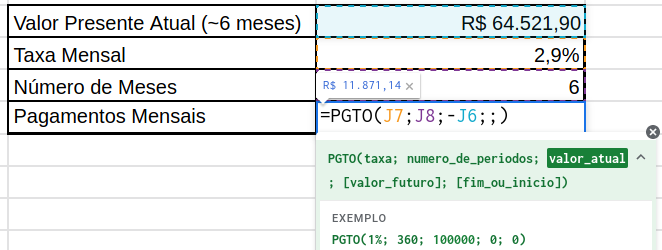 Valor Presente Atual (~6 meses) R$ 64.521,90
Taxa Mensal 2,9%
Número de Meses 6
R$ 11.871,14 ×
Pagamentos Mensais =PGTO(J7;J8;-J6;;)
PGTO(taxa; numero_de_periodos; valor_atual
; [valor_futuro]; [fim_ou_inicio])
EXEMPLO
PGTO(1%; 360; 100000; 0; 0)